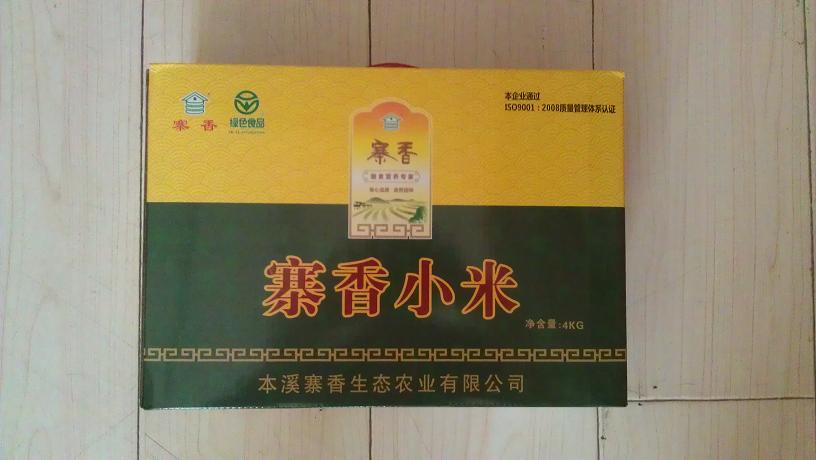 本企业通过
ISO9001：2008质量管理体系认证
寨香
绿色食品
寨香
寨香小米
净含量:4KG
本溪寨香生态农业有限公司